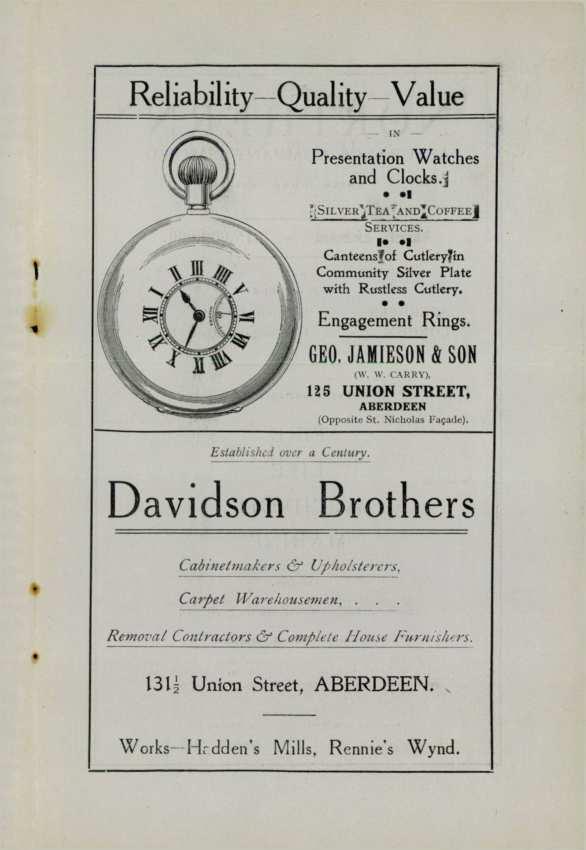 Reliability—Quality—Value
— IN —
Presentation Watches
and Clocks.
SILVER TEA AND COFFEE
SERVICES.
Canteens of Cutlery in
Community Silver Plate
with Rustless Cutlery.
Engagement Rings.
GEO. JAMIESON & SON
(W. W. CARRY),
125 UNION STREET,
ABERDEEN
(Opposite St. Nicholas Façade).
Established over a Century.
Davidson Brothers
Cabinetmakers & Upholsterers,
Carpet Warehousemen, . . .
Removal Contractors & Complete House Furnishers.
131½ Union Street, ABERDEEN.
Works—Hadden's Mills, Rennie's Wynd.